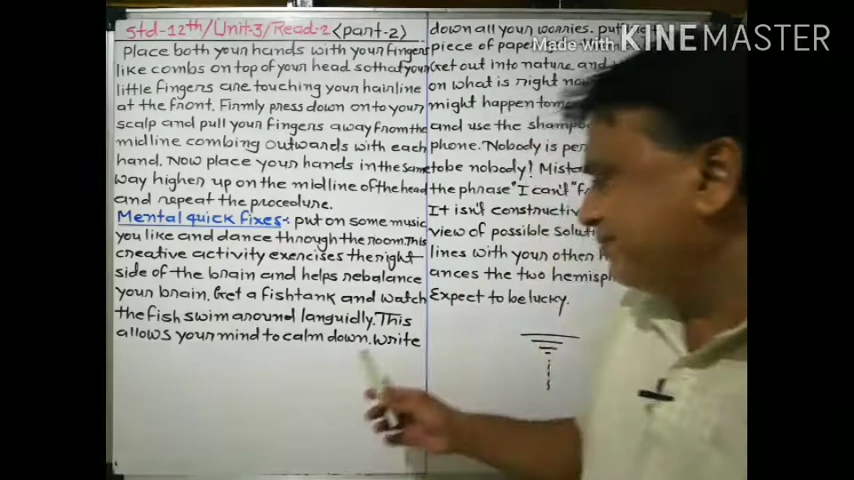 Std-12th/Unit-3/Read-2<part-2>
Place both your hands with your fingers
like combs on top of your head so that your
little fingers are touching your hairline
at the front. Firmly press down on to your
scalp and pull your fingers away from the
midline combing outwards with each
hand. Now place your hands in the same
way higher up on the midline of the head
and repeat the procedure.
Mental quick fixes-: put on some music
you like and dance through the room. This
creative activity exercises the right
side of the brain and helps rebalance
your brain. Get a fishtank and watch
the fish swim around languidly. This
allows your mind to calm down. Write
down all your worries. put
piece of paper
Get out into nature and
on what is right now
might happen
and use the shampoo
phone. Nobody is
to be nobody!
the phrase "I can't"
It isn't constructive
view of possible
lines with your other
ances the two
Expect to be lucky.
Made with KINEMASTER